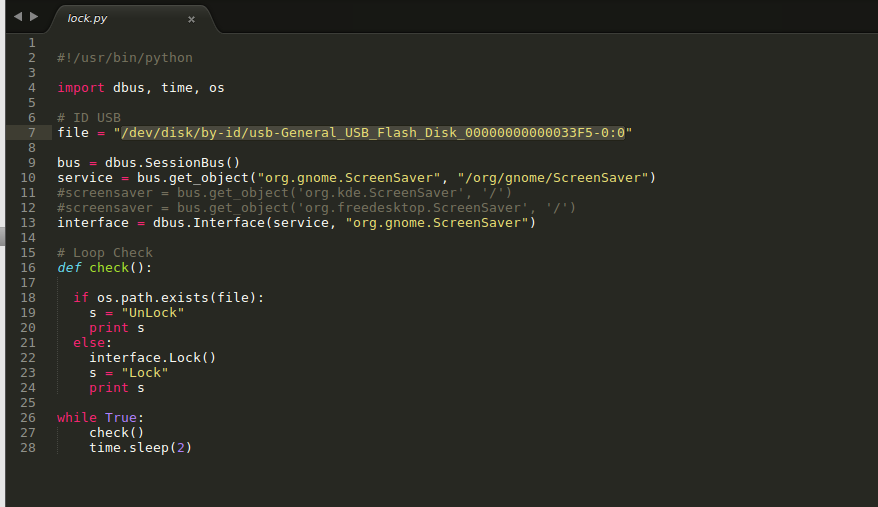 lock.py ×
1
2 #!/usr/bin/python
3
4 import dbus, time, os
5
6 # ID USB
7 file = "/dev/disk/by-id/usb-General_USB_Flash_Disk_00000000000033F5-0:0"
8
9 bus = dbus.SessionBus()
10 service = bus.get_object("org.gnome.ScreenSaver", "/org/gnome/ScreenSaver")
11 #screensaver = bus.get_object('org.kde.ScreenSaver', '/')
12 #screensaver = bus.get_object('org.freedesktop.ScreenSaver', '/')
13 interface = dbus.Interface(service, "org.gnome.ScreenSaver")
14
15 # Loop Check
16 def check():
17
18   if os.path.exists(file):
19     s = "UnLock"
20     print s
21   else:
22     interface.Lock()
23     s = "Lock"
24     print s
25
26 while True:
27     check()
28     time.sleep(2)